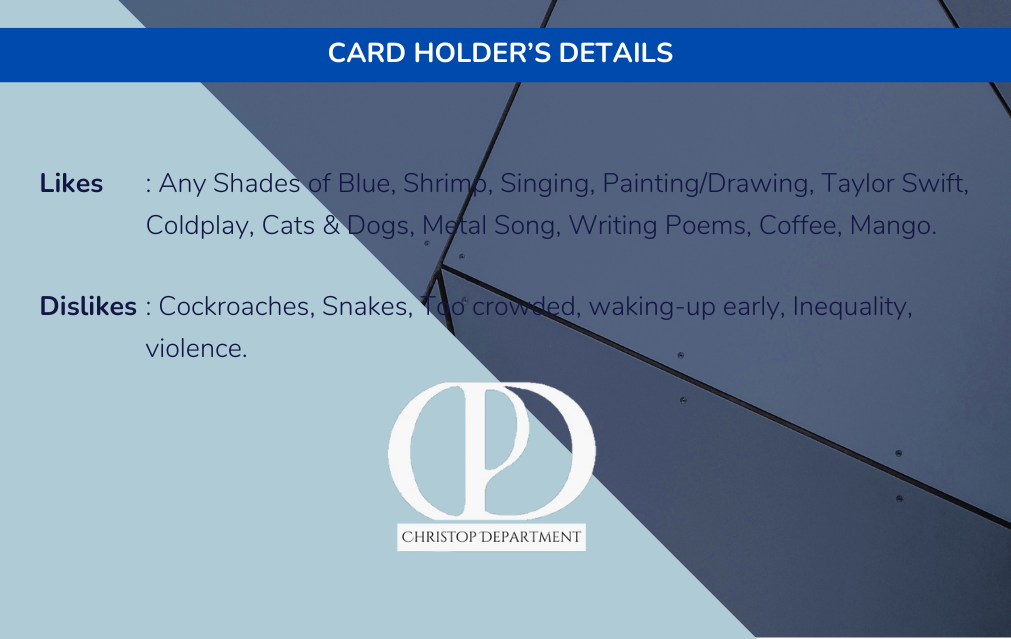 CARD HOLDER’S DETAILS
Likes : Any Shades of Blue, Shrimp, Singing, Painting/Drawing, Taylor Swift,
Coldplay, Cats & Dogs, Metal Song, Writing Poems, Coffee, Mango.
Dislikes : Cockroaches, Snakes, Too crowded, waking-up early, Inequality,
violence.
CHRISTOP DEPARTMENT